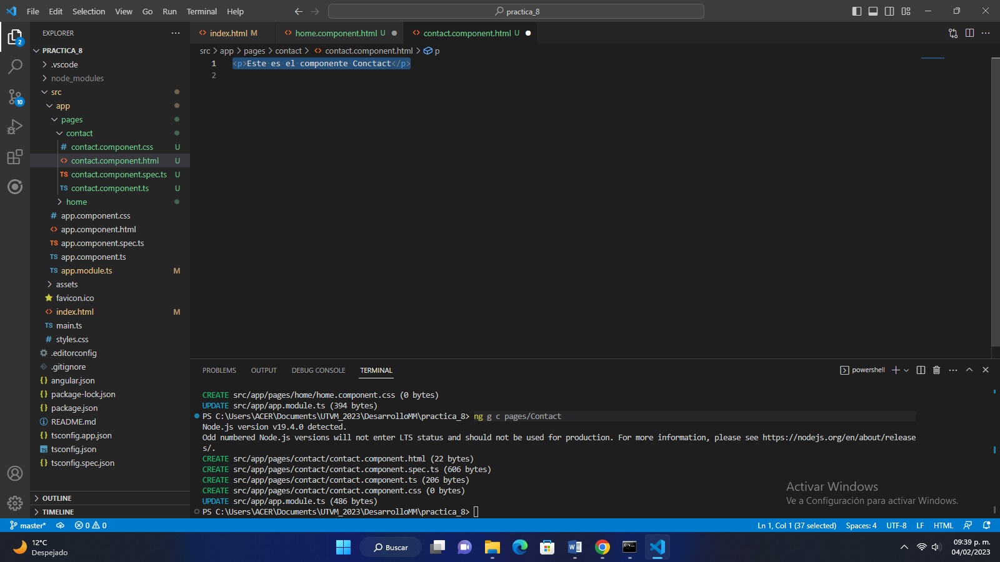 File Edit Selection View Go Run Terminal Help
practica_8
EXPLORER
PRACTICA_8
.vscode
node_modules
src
app
pages
contact
contact.component.css U
contact.component.html U
contact.component.spec.ts U
contact.component.ts U
home
app.component.css
app.component.html
app.component.spec.ts
app.component.ts
app.module.ts M
assets
favicon.ico
index.html M
main.ts
styles.css
.editorconfig
.gitignore
angular.json
package-lock.json
package.json
README.md
tsconfig.app.json
tsconfig.json
tsconfig.spec.json
OUTLINE
TIMELINE
2
10
index.html M
home.component.html U
contact.component.html U
src > app > pages > contact > contact.component.html > p
1 <p>Este es el componente Conctact</p>
2
PROBLEMS OUTPUT DEBUG CONSOLE TERMINAL
powershell
CREATE src/app/pages/home/home.component.css (0 bytes)
UPDATE src/app/app.module.ts (394 bytes)
PS C:\Users\ACER\Documents\UTVM_2023\DesarrolloMM\practica_8> ng g c pages/Contact
Node.js version v19.4.0 detected.
Odd numbered Node.js versions will not enter LTS status and should not be used for production. For more information, please see https://nodejs.org/en/about/release
s/.
CREATE src/app/pages/contact/contact.component.html (22 bytes)
CREATE src/app/pages/contact/contact.component.spec.ts (606 bytes)
CREATE src/app/pages/contact/contact.component.ts (206 bytes)
CREATE src/app/pages/contact/contact.component.css (0 bytes)
UPDATE src/app/app.module.ts (486 bytes)
PS C:\Users\ACER\Documents\UTVM_2023\DesarrolloMM\practica_8>
Activar Windows
Ve a Configuración para activar Windows.
master* 0 0
Ln 1, Col 1 (37 selected) Spaces: 4 UTF-8 LF HTML
12°C
Despejado
Buscar
09:39 p. m.
04/02/2023